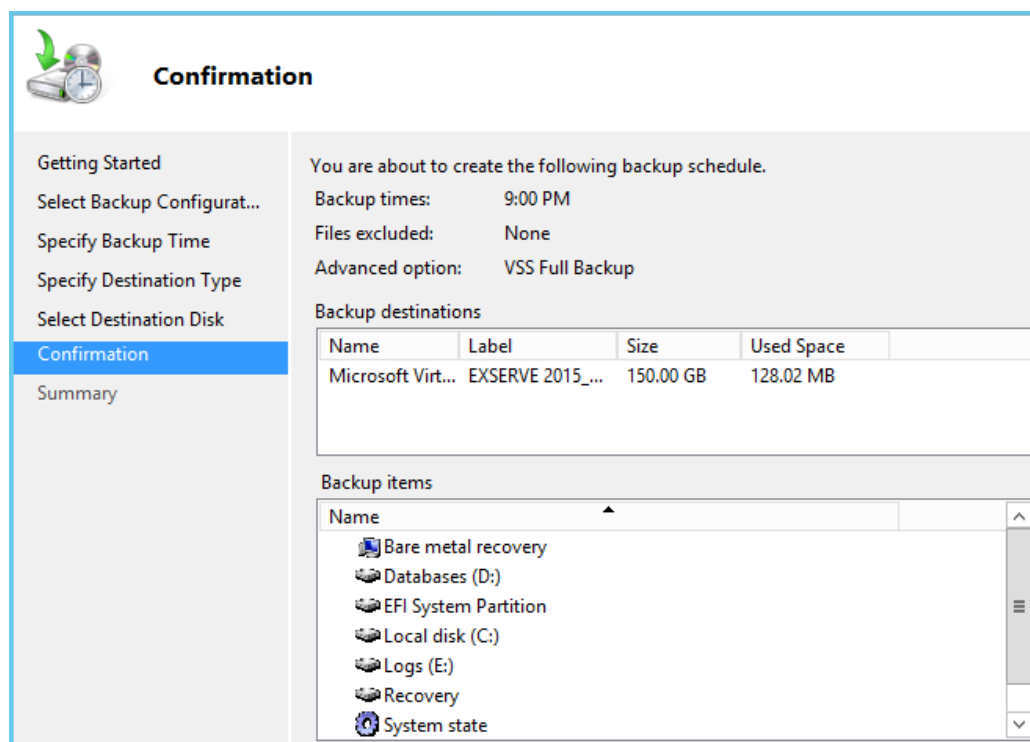 Confirmation
Getting Started
Select Backup Configurat...
Specify Backup Time
Specify Destination Type
Select Destination Disk
Confirmation
Summary
You are about to create the following backup schedule.
Backup times: 9:00 PM
Files excluded: None
Advanced option: VSS Full Backup
Backup destinations
Name Label Size Used Space
Microsoft Virt... EXSERVE 2015_... 150.00 GB 128.02 MB
Backup items
Name
Bare metal recovery
Databases (D:)
EFI System Partition
Local disk (C:)
Logs (E:)
Recovery
System state